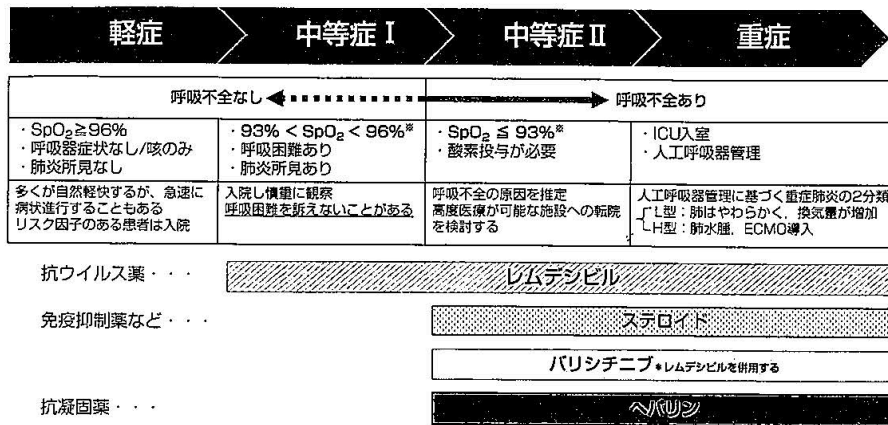 軽症
中等症 I
中等症 II
重症
呼吸不全なし
呼吸不全あり
・SpO₂≧96%
・呼吸器症状なし/咳のみ
・肺炎所見なし
・93%＜SpO₂＜96%※
・呼吸困難あり
・肺炎所見あり
・SpO₂≦93%※
・酸素投与が必要
・ICU入室
・人工呼吸器管理
多くが自然軽快するが、急速に
病状進行することもある
リスク因子のある患者は入院
入院し慎重に観察
呼吸困難を訴えないことがある
呼吸不全の原因を推定
高度医療が可能な施設への転院
を検討する
人工呼吸器管理に基づく重症肺炎の2分類
L型：肺はやわらかく，換気量が増加
H型：肺水腫，ECMO導入
抗ウイルス薬・・・
レムデシビル
免疫抑制薬など・・・
ステロイド
バリシチニブ*レムデシビルを併用する
抗凝固薬・・・
ヘパリン